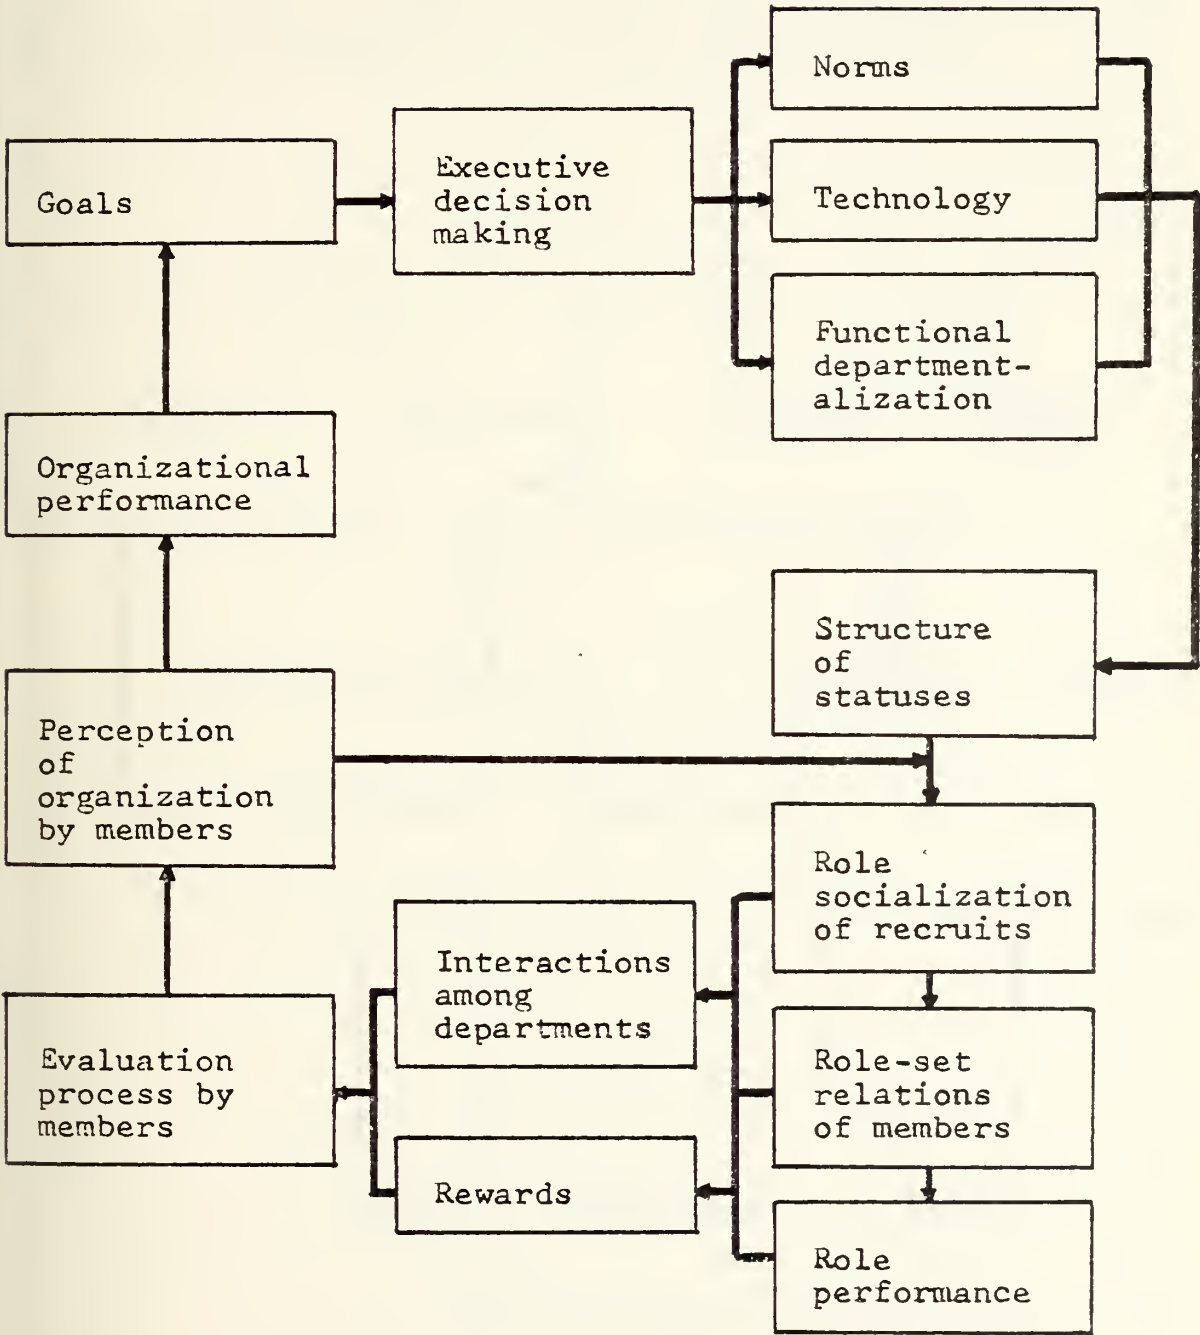 Norms
Goals
Executive
decision
making
Technology
Functional
department-
alization
Organizational
performance
Structure
of
statuses
Perception
of
organization
by members
Role
socialization
of recruits
Interactions
among
departments
Evaluation
process by
members
Role-set
relations
of members
Rewards
Role
performance